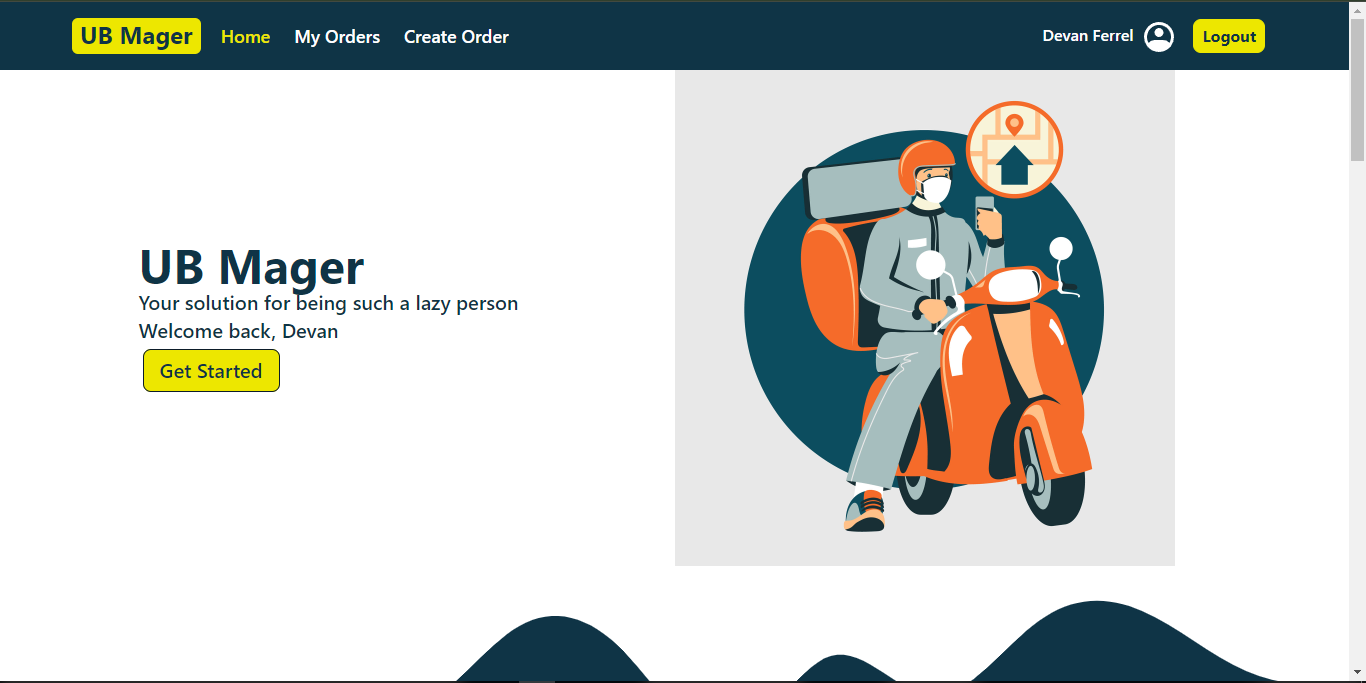 UB Mager Home My Orders Create Order Devan Ferrel Logout
UB Mager
Your solution for being such a lazy person
Welcome back, Devan
Get Started